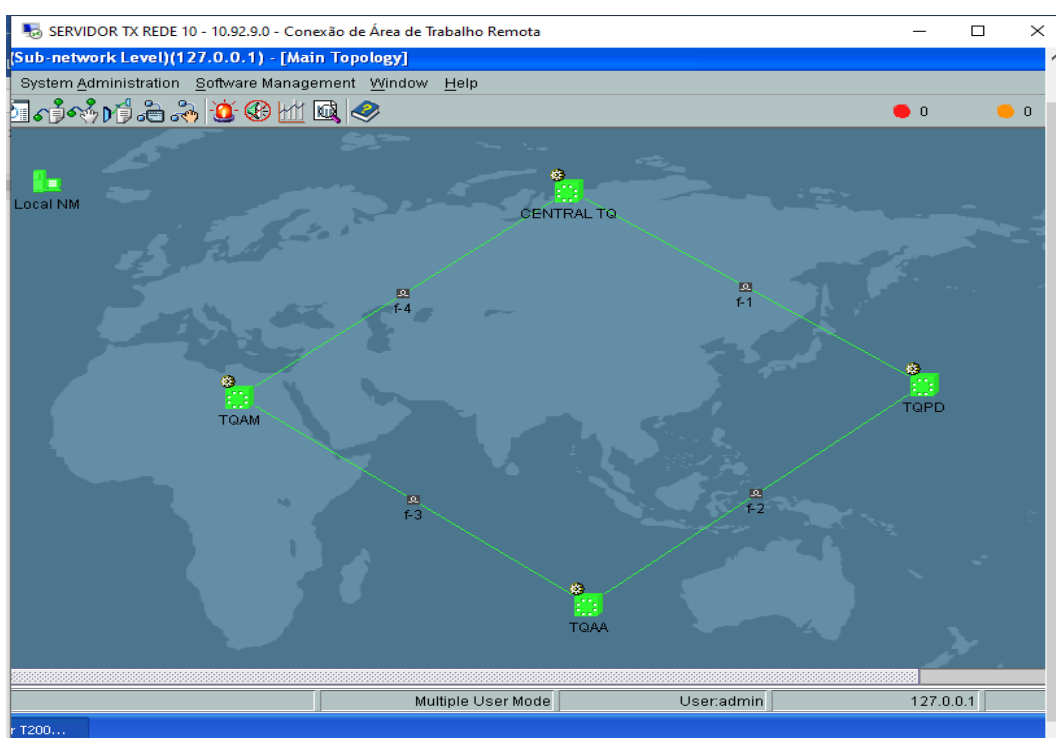 SERVIDOR TX REDE 10 - 10.92.9.0 - Conexão de Área de Trabalho Remota
(Sub-network Level)(127.0.0.1) - [Main Topology]
System Administration Software Management Window Help
0 0
Local NM
CENTRAL TQ
f-4
f-1
TQAM
TQPD
f-3
f-2
TQAA
Multiple User Mode User:admin 127.0.0.1
r T200...